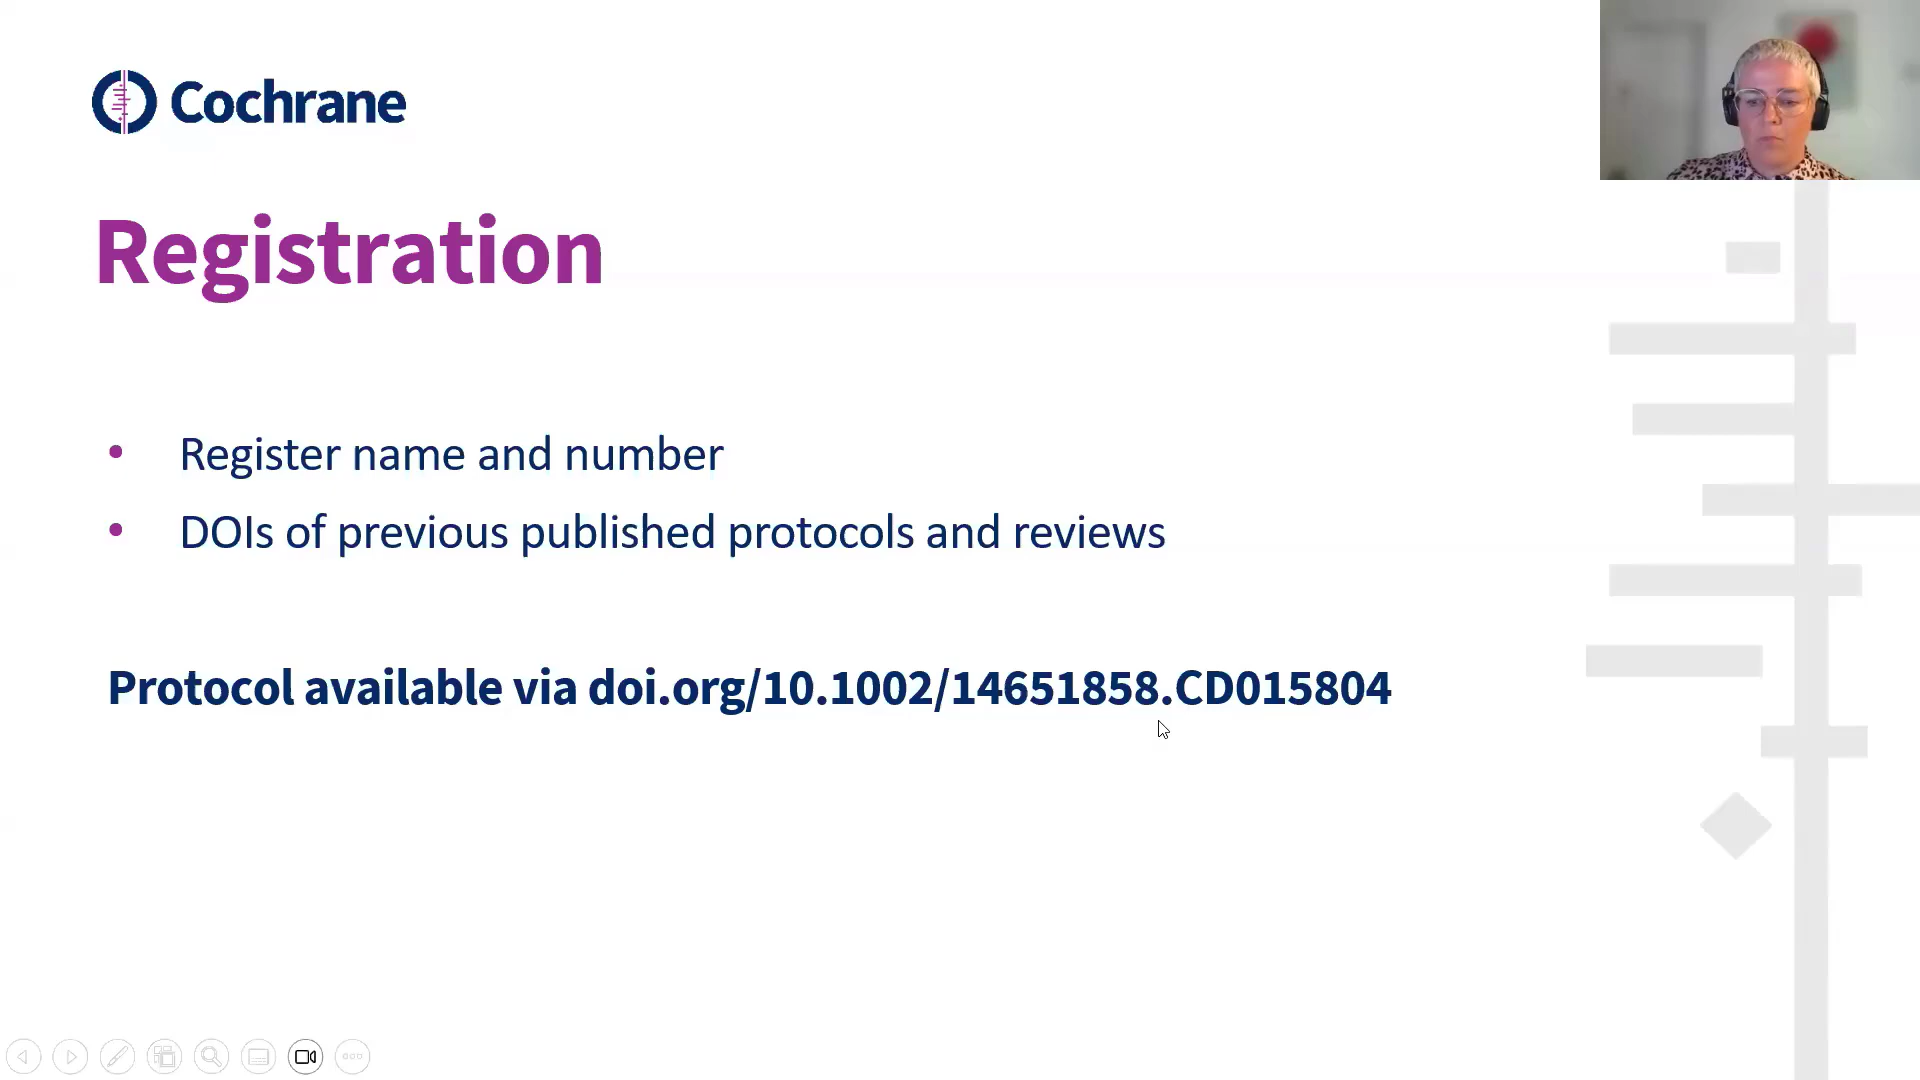 Cochrane
Registration
• Register name and number
• DOIs of previous published protocols and reviews
Protocol available via doi.org/10.1002/14651858.CD015804